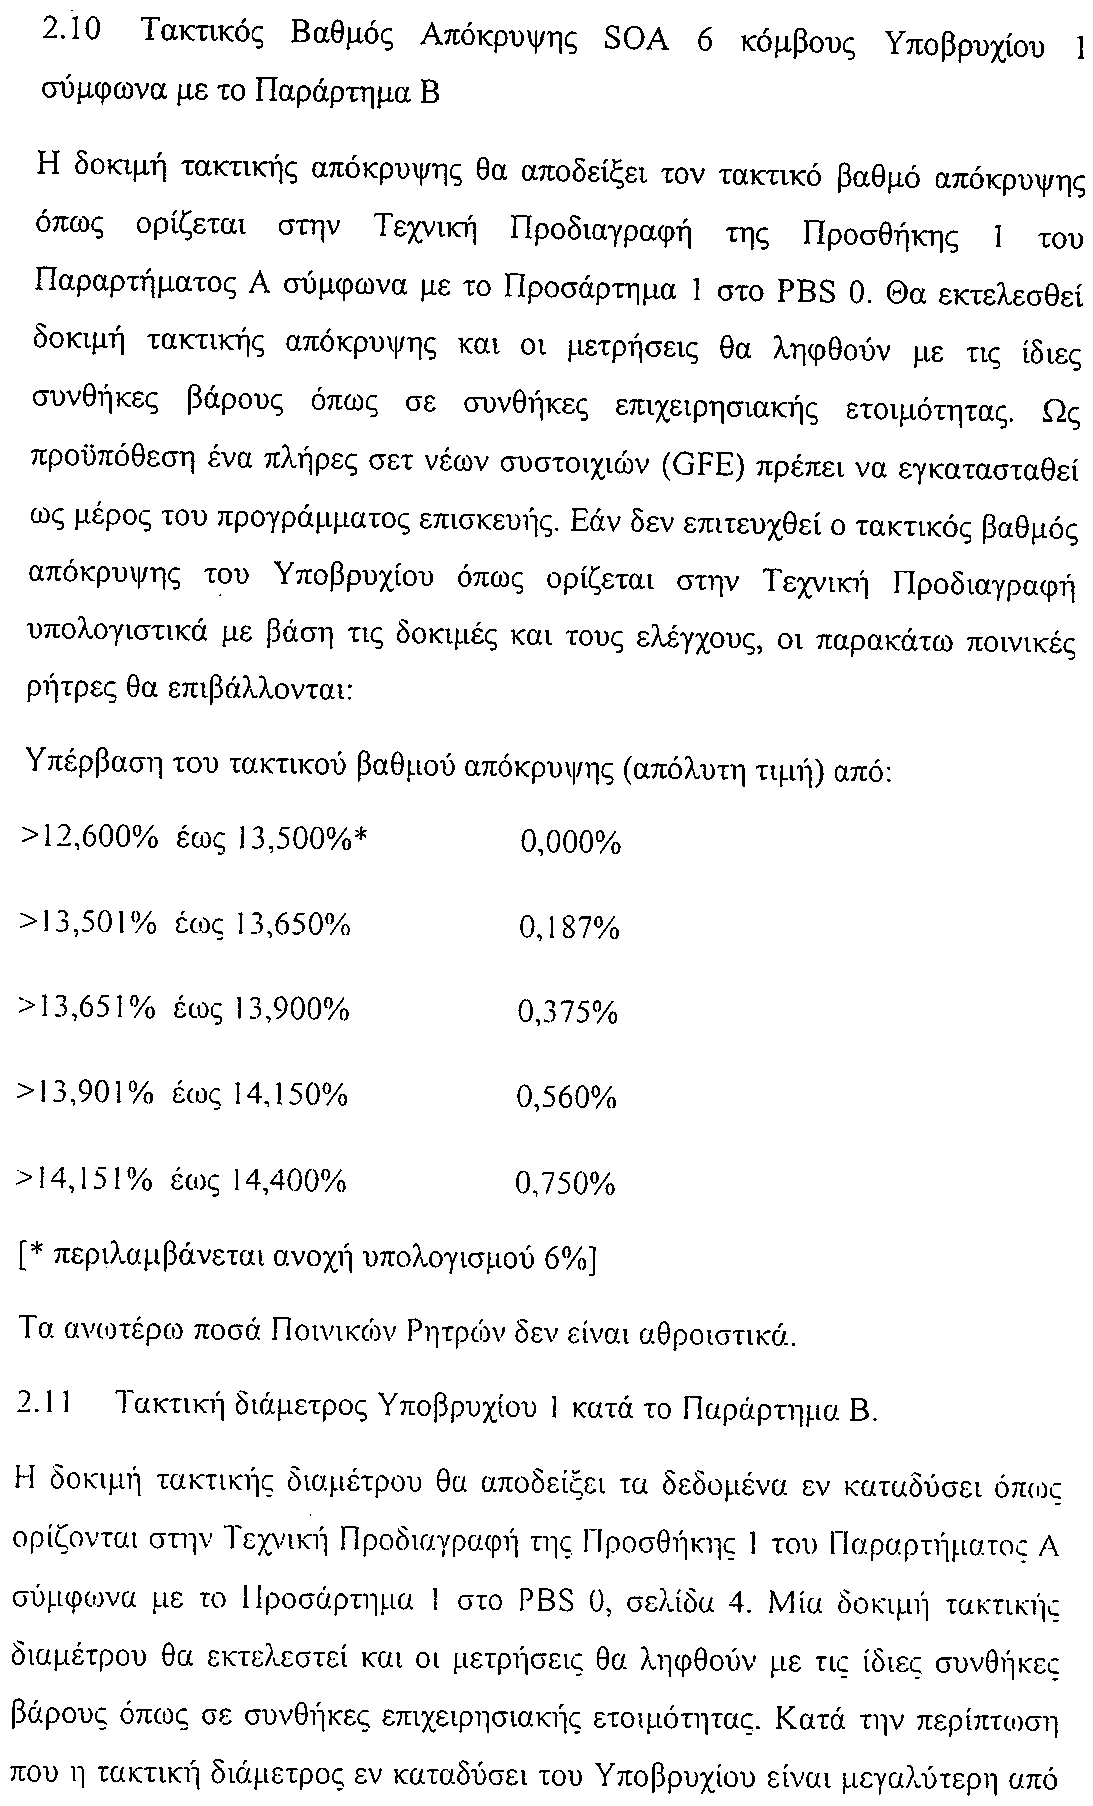 2.10 Τακτικός Βαθμός Απόκρυψης SOA 6 κόμβους Υποβρυχίου 1
σύμφωνα με το Παράρτημα Β
Η δοκιμή τακτικής απόκρυψης θα αποδείξει τον τακτικό βαθμό απόκρυψης
όπως ορίζεται στην Τεχνική Προδιαγραφή της Προσθήκης 1 του
Παραρτήματος Α σύμφωνα με το Προσάρτημα 1 στο PBS 0. Θα εκτελεσθεί
δοκιμή τακτικής απόκρυψης και οι μετρήσεις θα ληφθούν με τις ίδιες
συνθήκες βάρους όπως σε συνθήκες επιχειρησιακής ετοιμότητας. Ως
προϋπόθεση ένα πλήρες σετ νέων συστοιχιών (GFE) πρέπει να εγκατασταθεί
ως μέρος του προγράμματος επισκευής. Εάν δεν επιτευχθεί ο τακτικός βαθμός
απόκρυψης του Υποβρυχίου όπως ορίζεται στην Τεχνική Προδιαγραφή
υπολογιστικά με βάση τις δοκιμές και τους ελέγχους, οι παρακάτω ποινικές
ρήτρες θα επιβάλλονται:
Υπέρβαση του τακτικού βαθμού απόκρυψης (απόλυτη τιμή) από:
>12,600% έως 13,500%* 0,000%
>13,501% έως 13,650% 0,187%
>13,651% έως 13,900% 0,375%
>13,901% έως 14,150% 0,560%
>14,151% έως 14,400% 0,750%
[* περιλαμβάνεται ανοχή υπολογισμού 6%]
Τα ανωτέρω ποσά Ποινικών Ρητρών δεν είναι αθροιστικά.
2.11 Τακτική διάμετρος Υποβρυχίου 1 κατά το Παράρτημα Β.
Η δοκιμή τακτικής διαμέτρου θα αποδείξει τα δεδομένα εν καταδύσει όπως
ορίζονται στην Τεχνική Προδιαγραφή της Προσθήκης 1 του Παραρτήματος Α
σύμφωνα με το Προσάρτημα 1 στο PBS 0, σελίδα 4. Μία δοκιμή τακτικής
διαμέτρου θα εκτελεστεί και οι μετρήσεις θα ληφθούν με τις ίδιες συνθήκες
βάρους όπως σε συνθήκες επιχειρησιακής ετοιμότητας. Κατά την περίπτωση
που η τακτική διάμετρος εν καταδύσει του Υποβρυχίου είναι μεγαλύτερη από